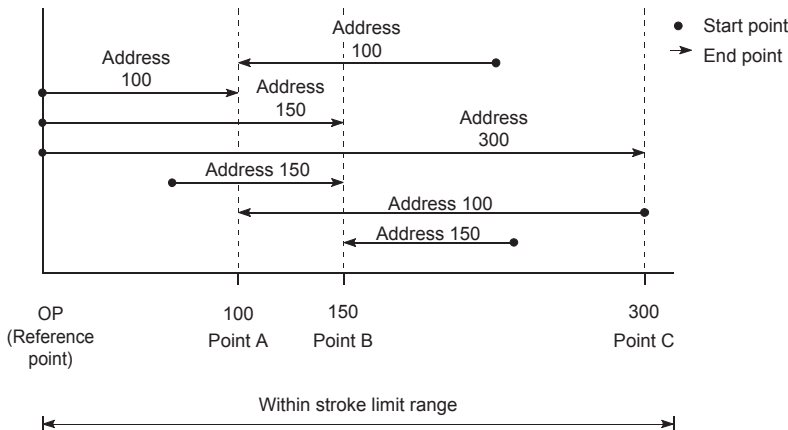 Start point
End point
Address
100
Address
100
Address
150
Address
300
Address 150
Address 100
Address 150
OP
(Reference
point)
100
Point A
150
Point B
300
Point C
Within stroke limit range